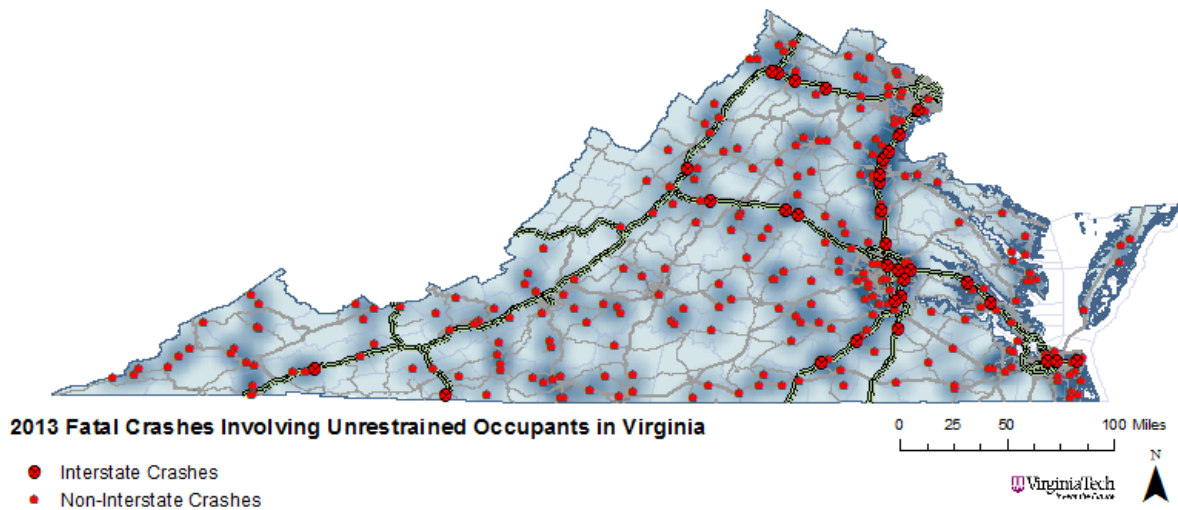 2013 Fatal Crashes Involving Unrestrained Occupants in Virginia
Interstate Crashes
Non-Interstate Crashes
0 25 50 100 Miles
N
VirginiaTech